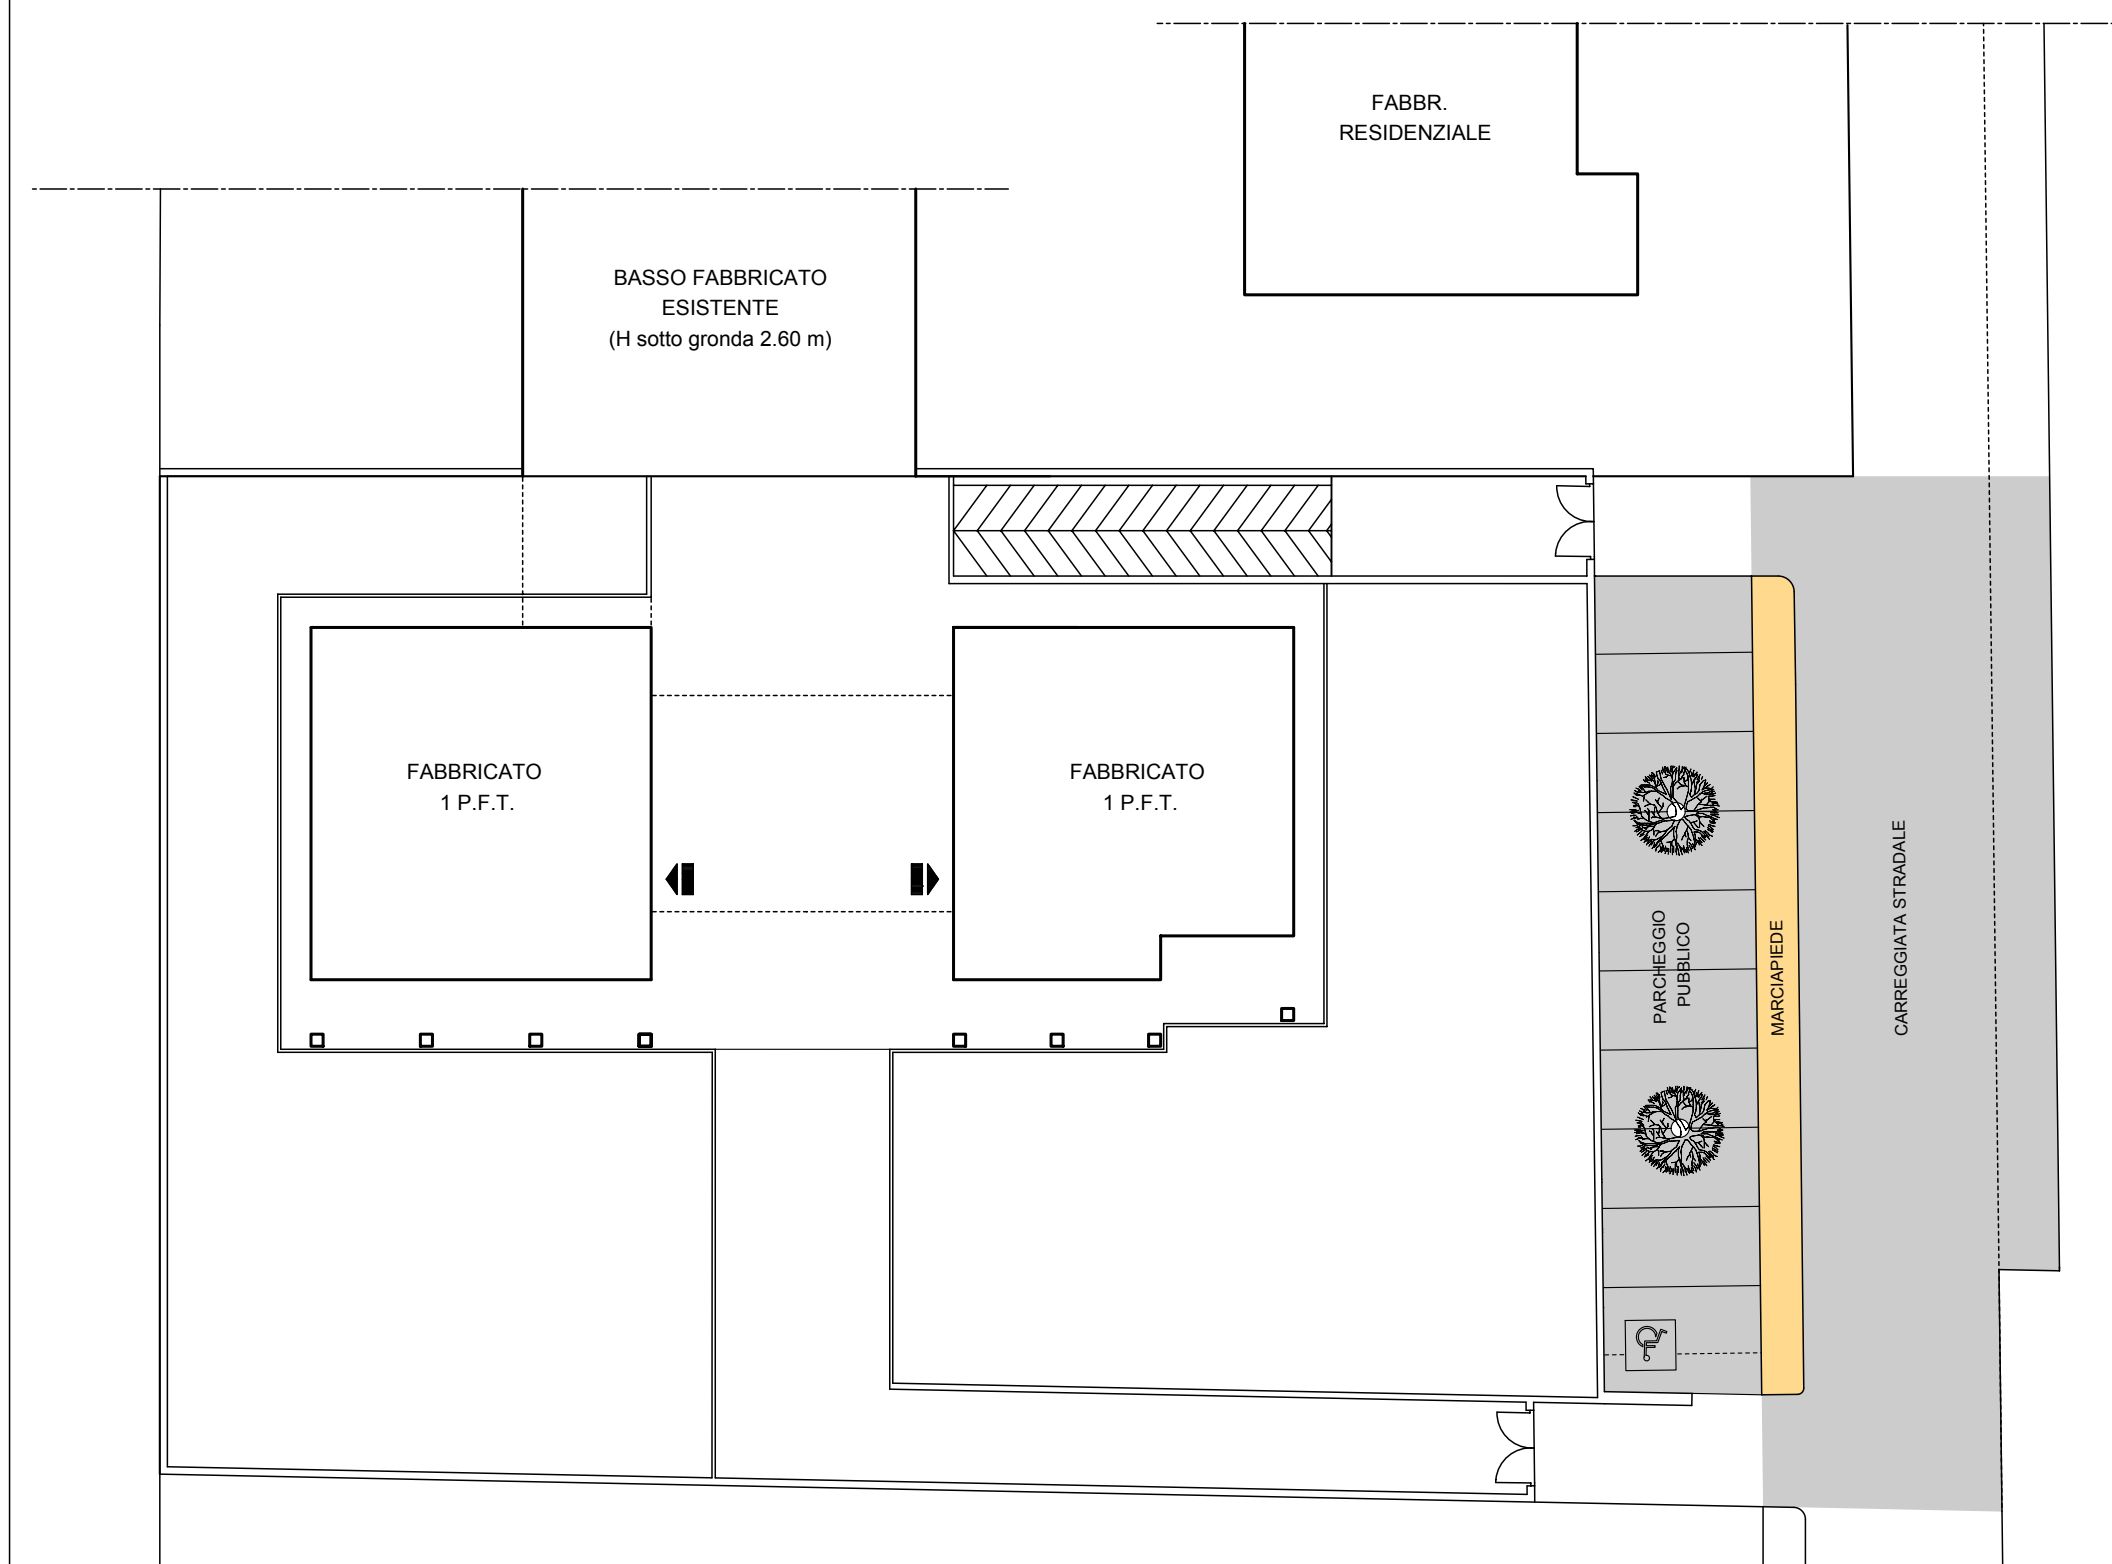 FABBR.
RESIDENZIALE
BASSO FABBRICATO
ESISTENTE
(H sotto gronda 2.60 m)
FABBRICATO
1 P.F.T.
FABBRICATO
1 P.F.T.
PARCHEGGIO
PUBBLICO
MARCIAPIEDE
CARREGGIATA STRADALE